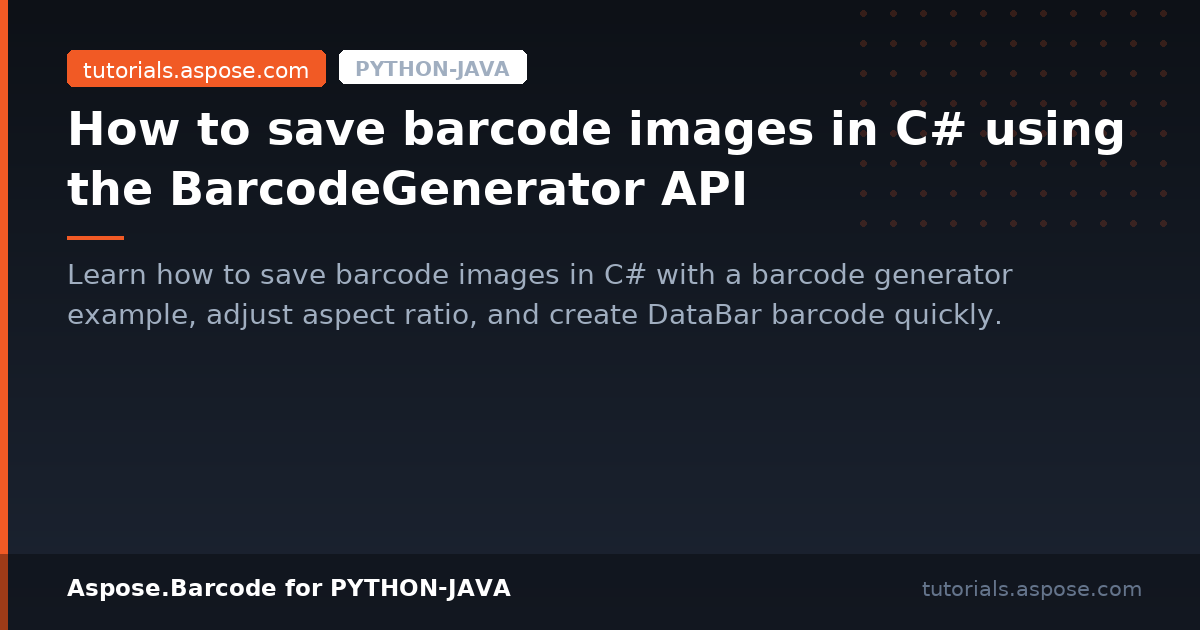 tutorials.aspose.com PYTHON-JAVA
How to save barcode images in C# using
the BarcodeGenerator API
Learn how to save barcode images in C# with a barcode generator
example, adjust aspect ratio, and create DataBar barcode quickly.
Aspose.Barcode for PYTHON-JAVA
tutorials.aspose.com